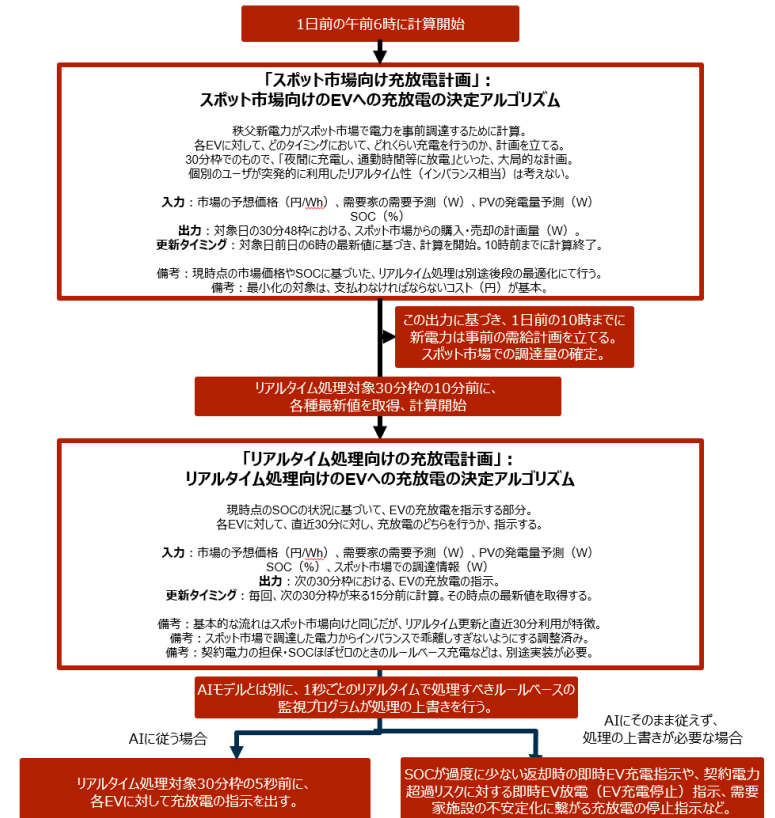 1日前の午前6時に計算開始
「スポット市場向け充放電計画」:
スポット市場向けのEVへの充放電の決定アルゴリズム
秩父新電力がスポット市場で電力を事前調達するために計算。
各EVに対して、どのタイミングにおいて、どれくらい充電を行うのか、計画を立てる。
30分枠でのもので、「夜間に充電し、通勤時間等に放電」といった、大局的な計画。
個別のユーザが突発的に利用したリアルタイム性（インバランス相当）は考えない。
入力：市場の予想価格（円/Wh）、需要家の需要予測（W）、PVの発電量予測（W）
SOC（%）
出力：対象日の30分48枠における、スポット市場からの購入・売却の計画量（W）。
更新タイミング：対象日前日の6時の最新値に基づき、計算を開始。10時前までに計算終了。
備考：現時点の市場価格やSOCに基づいた、リアルタイム処理は別途後段の最適化にて行う。
備考：最小化の対象は、支払わなければならないコスト（円）が基本。
この出力に基づき、1日前の10時までに
新電力は事前の需給計画を立てる。
スポット市場での調達量の確定。
リアルタイム処理対象30分枠の10分前に、
各種最新値を取得、計算開始
「リアルタイム処理向けの充放電計画」:
リアルタイム処理向けのEVへの充放電の決定アルゴリズム
現時点のSOCの状況に基づいて、EVの充放電を指示する部分。
各EVに対して、直近30分に対し、充放電のどちらを行うか、指示する。
入力：市場の予想価格（円/Wh）、需要家の需要予測（W）、PVの発電量予測（W）
SOC（%）、スポット市場での調達情報（W）
出力：次の30分枠における、EVの充放電の指示。
更新タイミング：毎回、次の30分枠が来る15分前に計算。その時点の最新値を取得する。
備考：基本的な流れはスポット市場向けと同じだが、リアルタイム更新と直近30分利用が特徴。
備考：スポット市場で調達した電力からインバランスで乖離しすぎないようにする調整済み。
備考：契約電力の担保・SOCほぼゼロのときのルールベース充電などは、別途実装が必要。
AIモデルとは別に、1秒ごとのリアルタイムで処理すべきルールベースの
監視プログラムが処理の上書きを行う。
AIに従う場合
AIにそのまま従えず、
処理の上書きが必要な場合
リアルタイム処理対象30分枠の5秒前に、
各EVに対して充放電の指示を出す。
SOCが過度に少ない返却時の即時EV充電指示や、契約電力
超過リスクに対する即時EV放電（EV充電停止）指示、需要
家施設の不安定化に繋がる充放電の停止指示など。